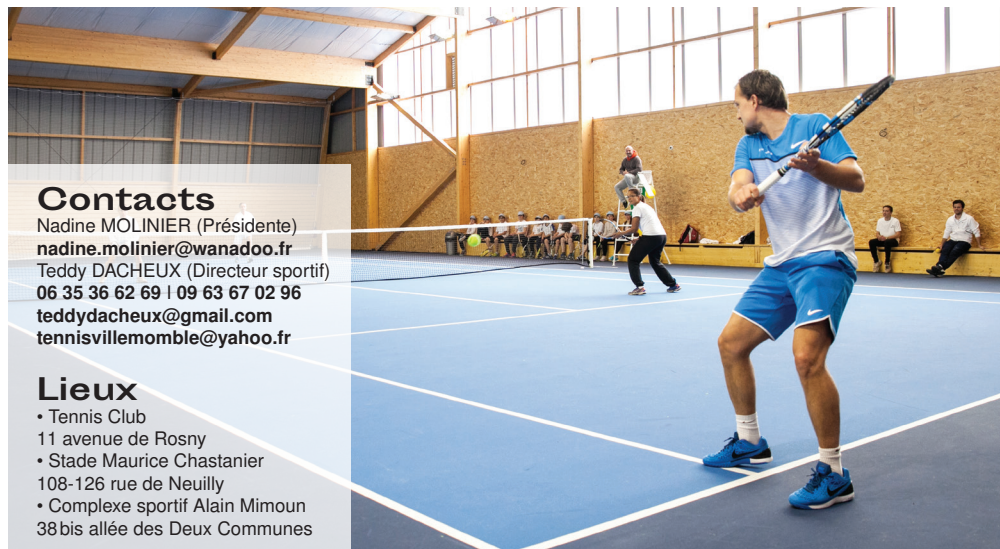 Contacts
Nadine MOLINIER (Présidente)
nadine.molinier@wanadoo.fr
Teddy DACHEUX (Directeur sportif)
06 35 36 62 69 | 09 63 67 02 96
teddydacheux@gmail.com
tennisvillemomble@yahoo.fr
Lieux
• Tennis Club
11 avenue de Rosny
• Stade Maurice Chastanier
108-126 rue de Neuilly
• Complexe sportif Alain Mimoun
38 bis allée des Deux Communes